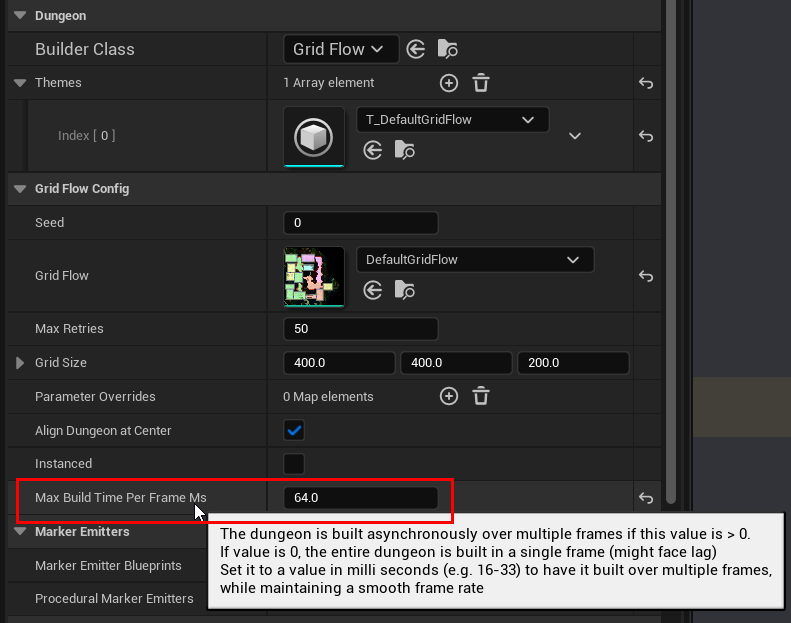 Dungeon
Builder Class Grid Flow
Themes 1 Array element
Index [ 0 ] T_DefaultGridFlow
Grid Flow Config
Seed 0
Grid Flow DefaultGridFlow
Max Retries 50
Grid Size 400.0 400.0 200.0
Parameter Overrides 0 Map elements
Align Dungeon at Center
Instanced
Max Build Time Per Frame Ms 64.0
Marker Emitters
Marker Emitter Blueprints
Procedural Marker Emitters
The dungeon is built asynchronously over multiple frames if this value is > 0.
If value is 0, the entire dungeon is built in a single frame (might face lag)
Set it to a value in milli seconds (e.g. 16-33) to have it built over multiple frames,
while maintaining a smooth frame rate